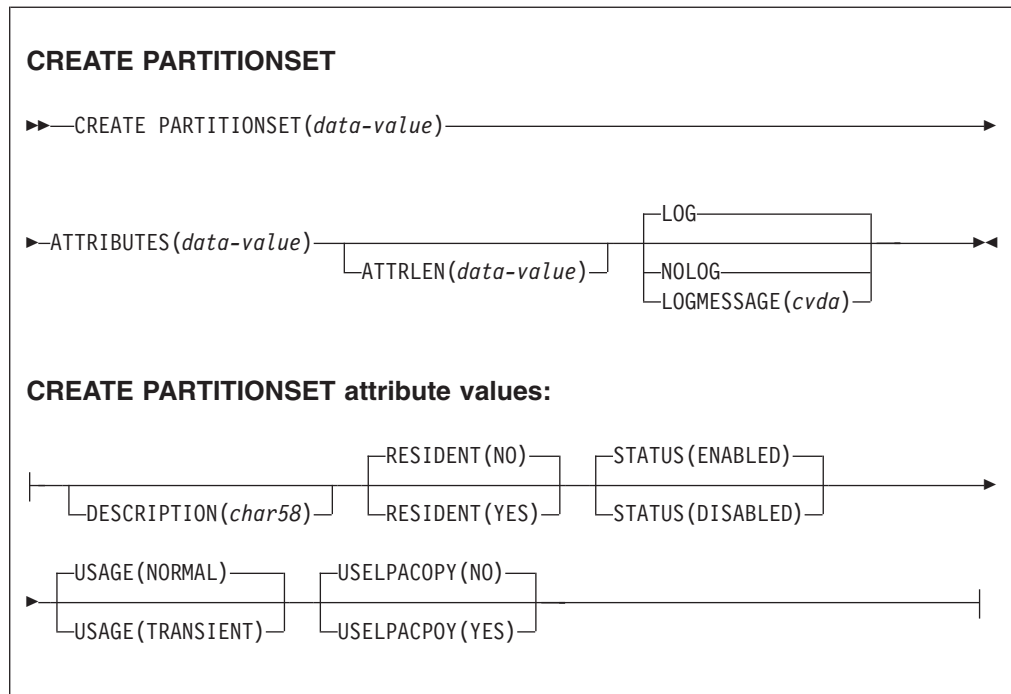 CREATE PARTITIONSET
CREATE PARTITIONSET(data-value)
LOG
ATTRIBUTES(data-value)
ATTRLEN(data-value)
NOLOG
LOGMESSAGE(cvda)
CREATE PARTITIONSET attribute values:
RESIDENT(NO) STATUS(ENABLED)
DESCRIPTION(char58) RESIDENT(YES) STATUS(DISABLED)
USAGE(NORMAL) USELPACOPY(NO)
USAGE(TRANSIENT) USELPACPOY(YES)